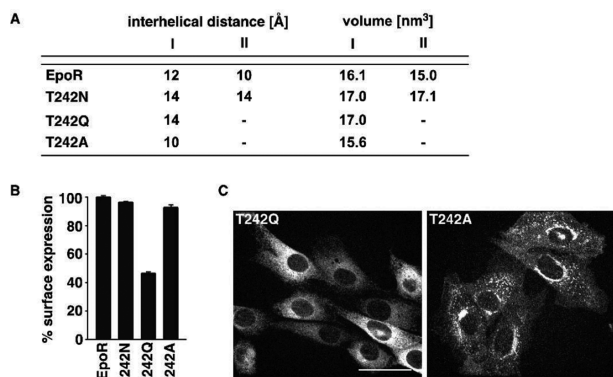 A
interhelical distance [Å] volume [nm³]
I II I II
EpoR 12 10 16.1 15.0
T242N 14 14 17.0 17.1
T242Q 14 - 17.0 -
T242A 10 - 15.6 -
B
% surface expression
100
80
60
40
20
0
EpoR
242N
242Q
242A
C
T242Q
T242A